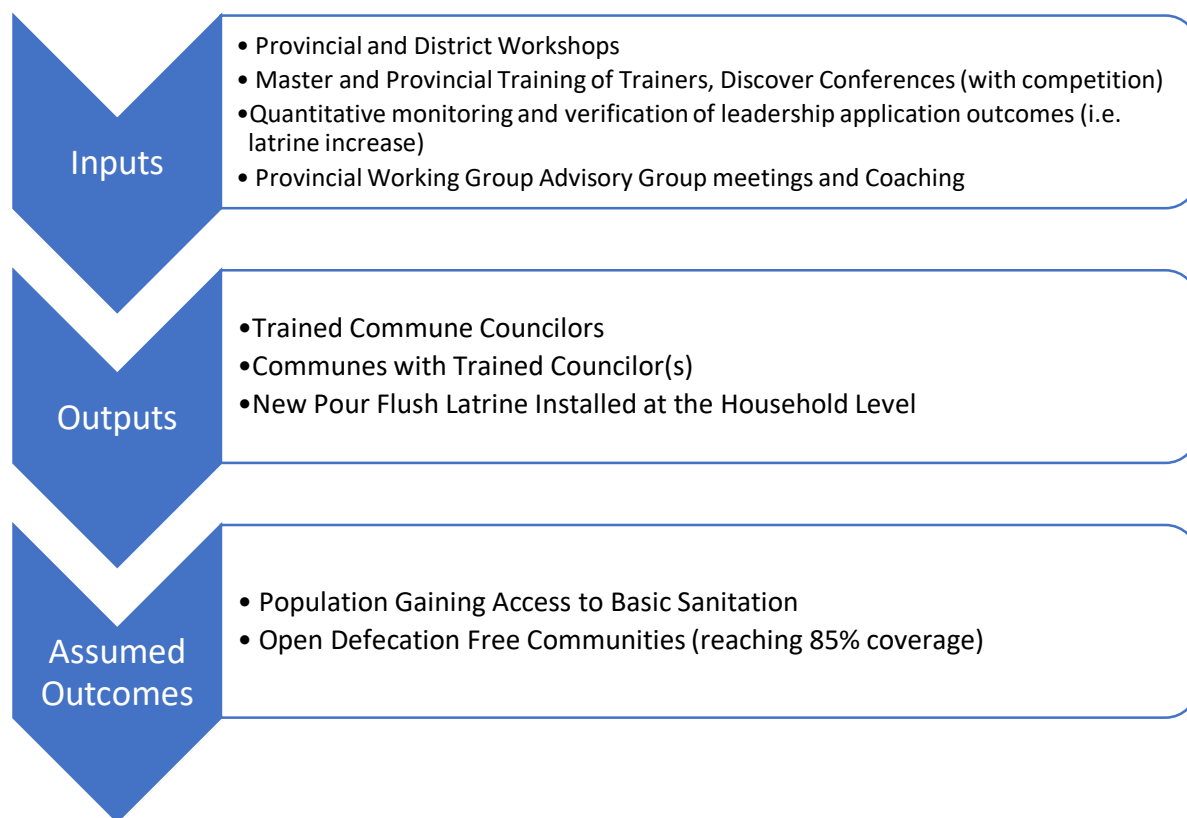 Inputs
• Provincial and District Workshops
• Master and Provincial Training of Trainers, Discover Conferences (with competition)
•Quantitative monitoring and verification of leadership application outcomes (i.e.
latrine increase)
• Provincial Working Group Advisory Group meetings and Coaching
Outputs
•Trained Commune Councilors
•Communes with Trained Councilor(s)
•New Pour Flush Latrine Installed at the Household Level
Assumed
Outcomes
• Population Gaining Access to Basic Sanitation
• Open Defecation Free Communities (reaching 85% coverage)